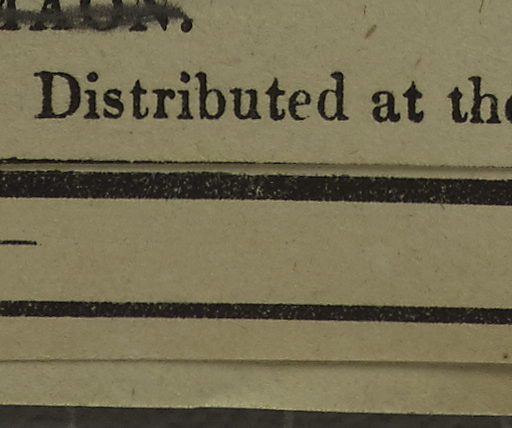 Distributed at the